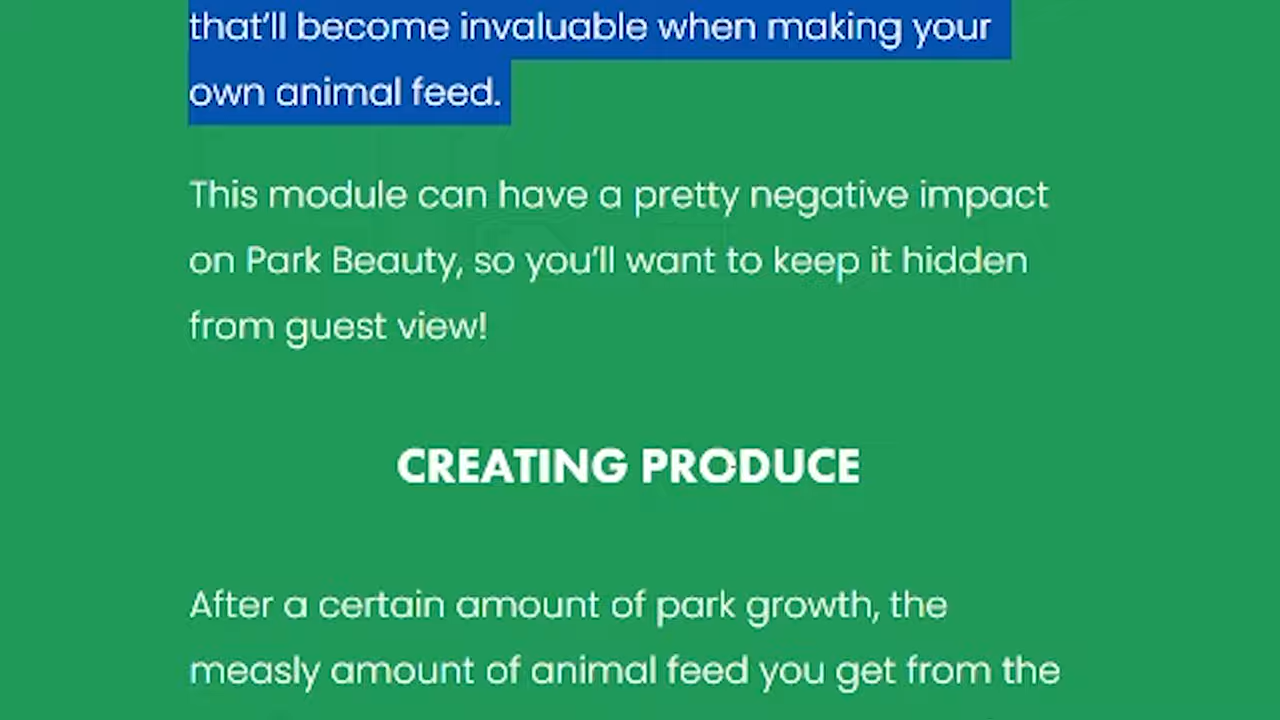 that’ll become invaluable when making your
own animal feed.
This module can have a pretty negative impact
on Park Beauty, so you’ll want to keep it hidden
from guest view!
CREATING PRODUCE
After a certain amount of park growth, the
measly amount of animal feed you get from the